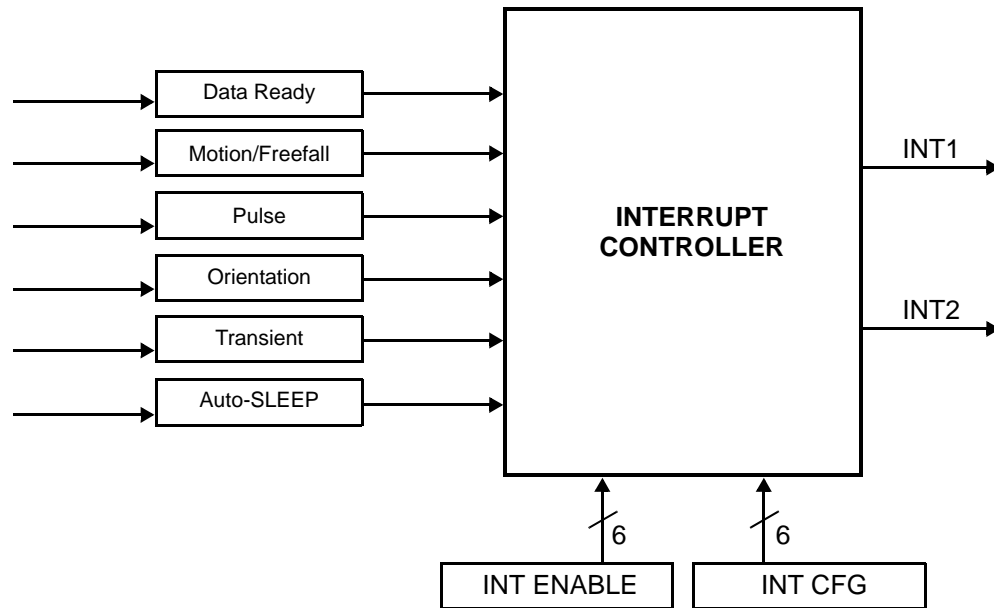 Data Ready
Motion/Freefall
Pulse
Orientation
Transient
Auto-SLEEP
INTERRUPT
CONTROLLER
INT1
INT2
6
6
INT ENABLE
INT CFG